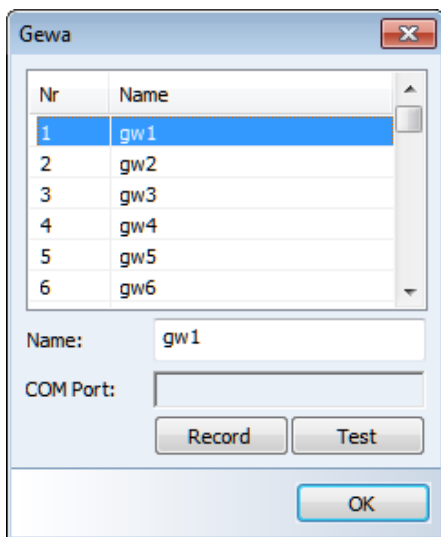 Gewa
Nr Name
1 gw1
2 gw2
3 gw3
4 gw4
5 gw5
6 gw6
Name: gw1
COM Port:
Record Test
OK